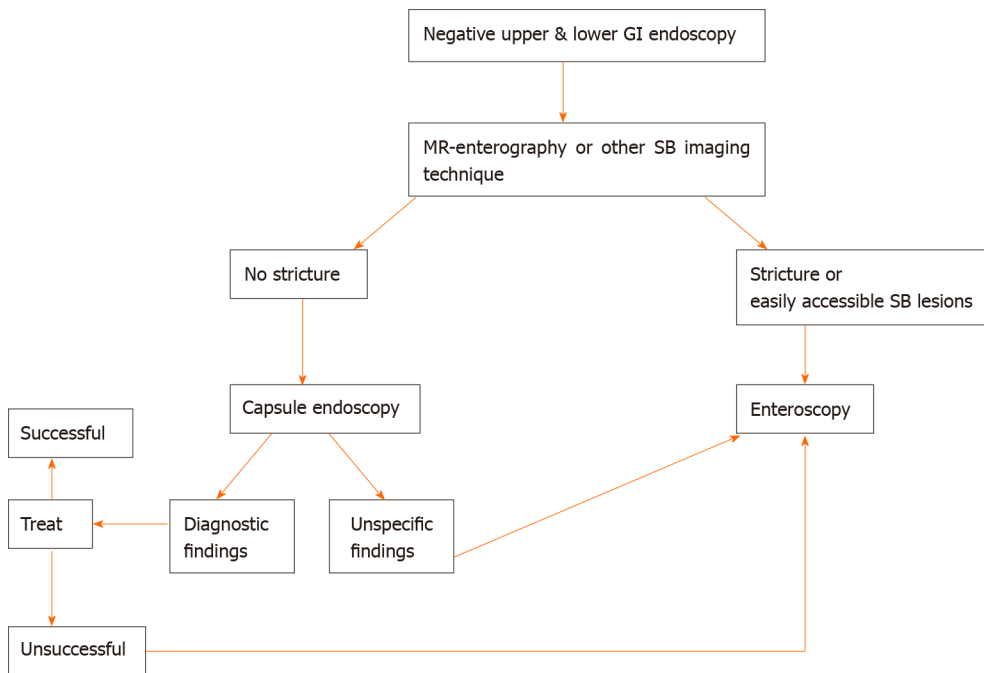 Negative upper & lower GI endoscopy
MR-enterography or other SB imaging
technique
No stricture
Stricture or
easily accessible SB lesions
Capsule endoscopy
Enteroscopy
Successful
Treat
Diagnostic
findings
Unspecific
findings
Unsuccessful